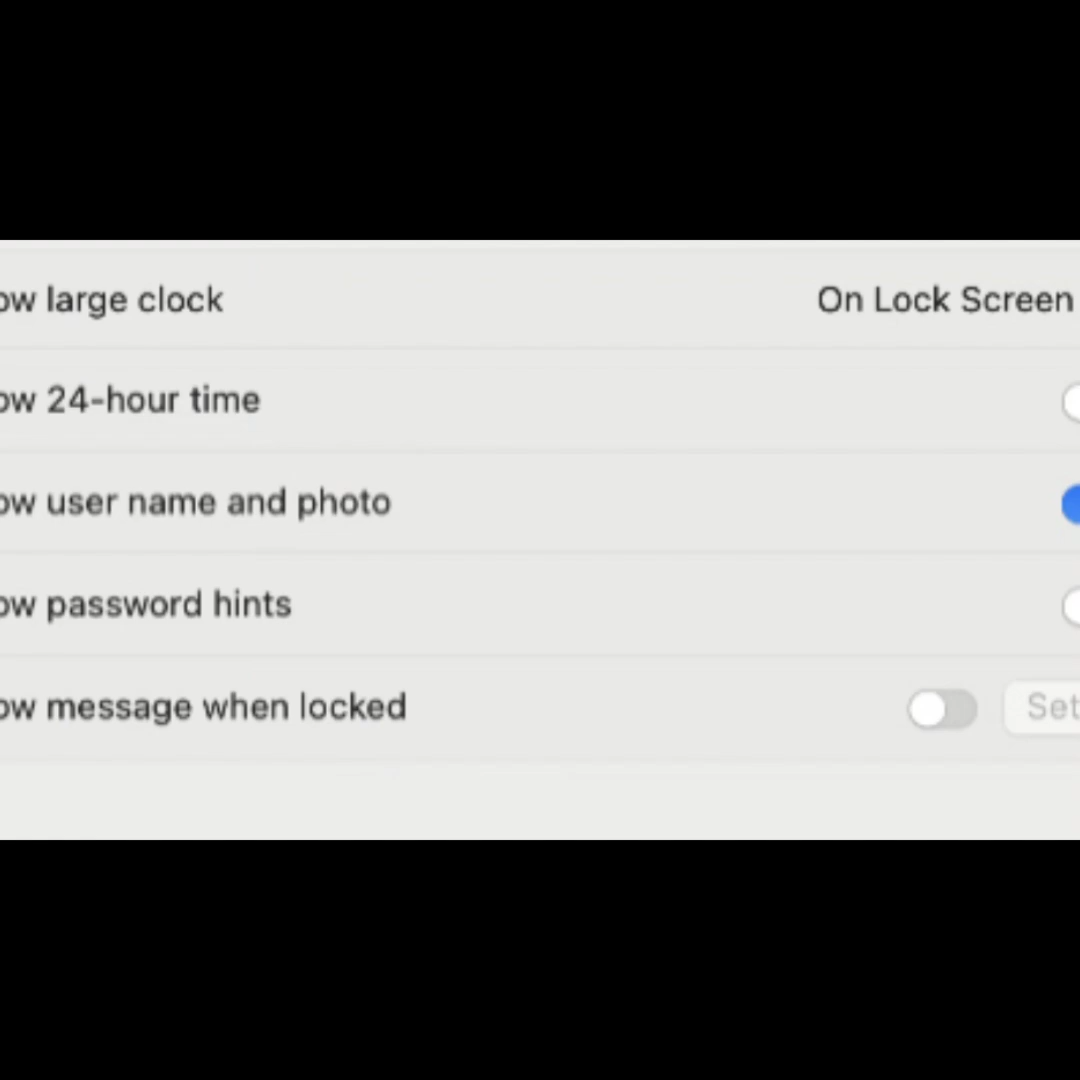 ow large clock On Lock Screen
ow 24-hour time
ow user name and photo
ow password hints
ow message when locked Set